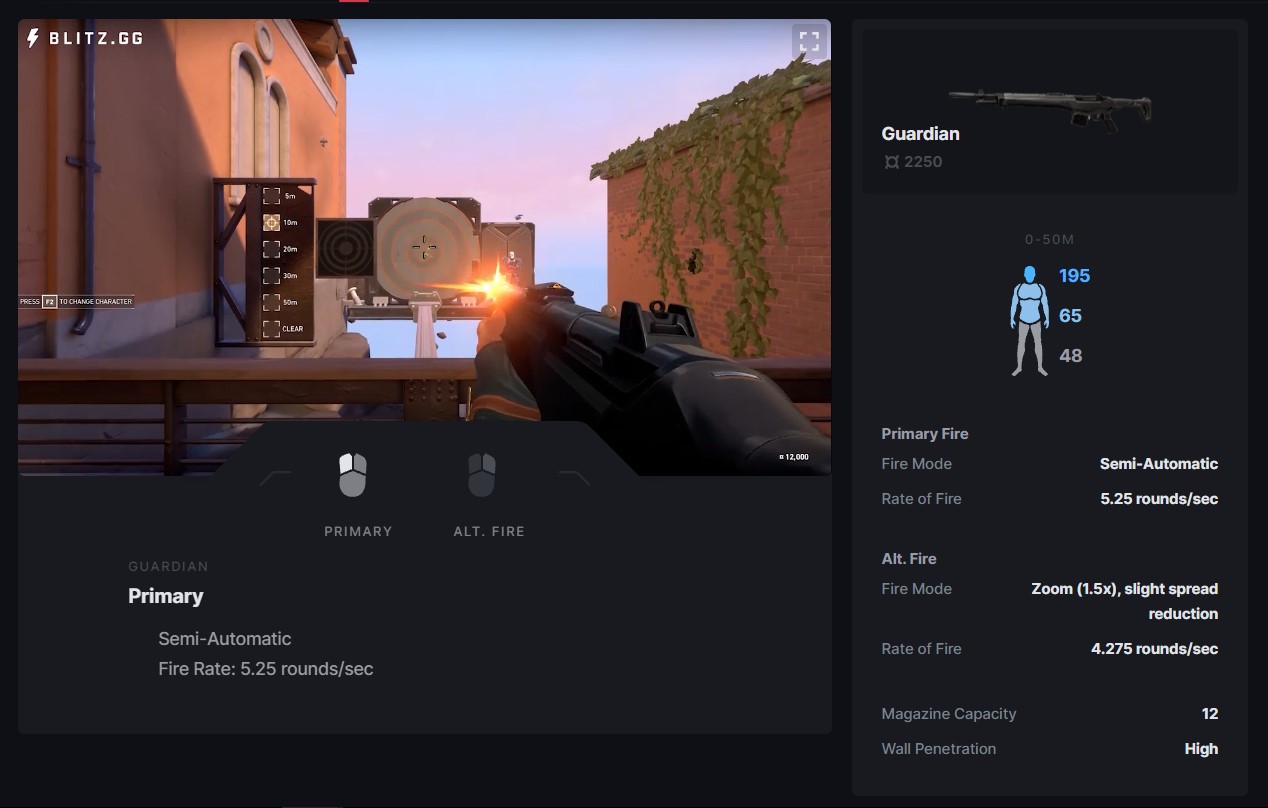 BLITZ.GG
5m
10m
20m
30m
50m
CLEAR
PRESS F2 TO CHANGE CHARACTER
¤ 12,000
PRIMARY
ALT. FIRE
GUARDIAN
Primary
Semi-Automatic
Fire Rate: 5.25 rounds/sec
Guardian
¤ 2250
0-50M
195
65
48
Primary Fire
Fire Mode Semi-Automatic
Rate of Fire 5.25 rounds/sec
Alt. Fire
Fire Mode Zoom (1.5x), slight spread
reduction
Rate of Fire 4.275 rounds/sec
Magazine Capacity 12
Wall Penetration High